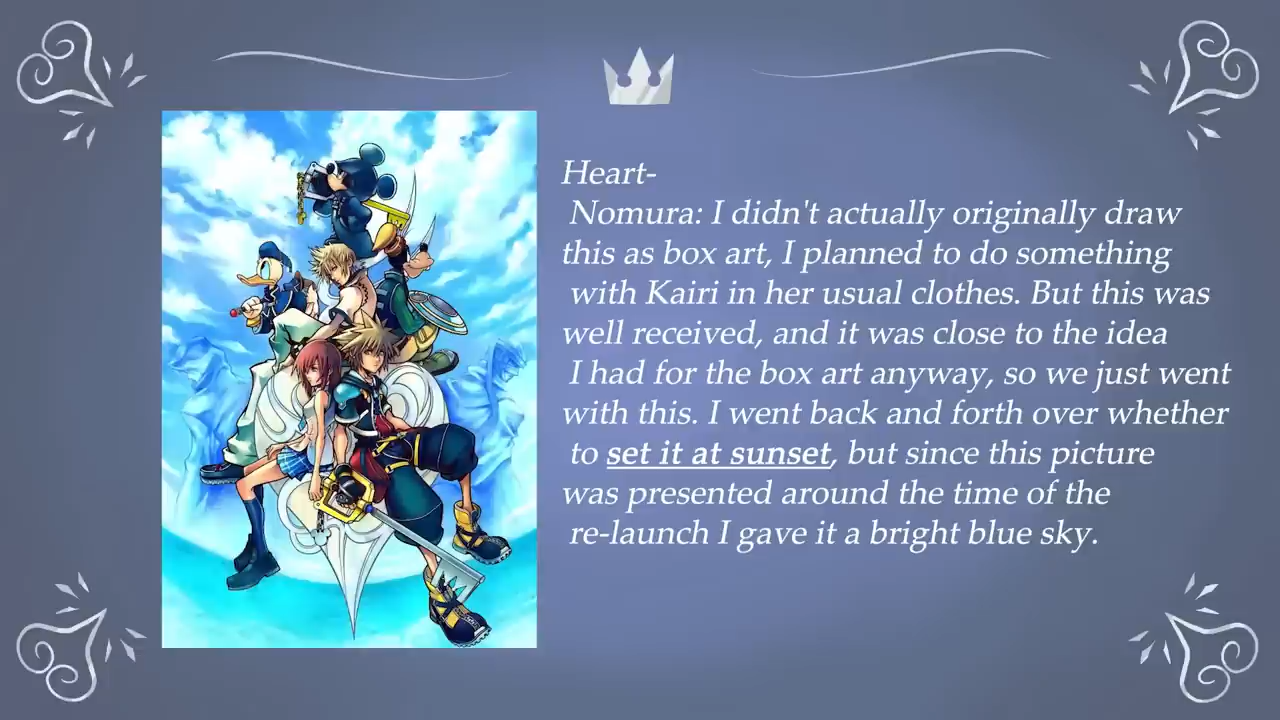 Heart-
Nomura: I didn't actually originally draw
this as box art, I planned to do something
with Kairi in her usual clothes. But this was
well received, and it was close to the idea
I had for the box art anyway, so we just went
with this. I went back and forth over whether
to set it at sunset, but since this picture
was presented around the time of the
re-launch I gave it a bright blue sky.